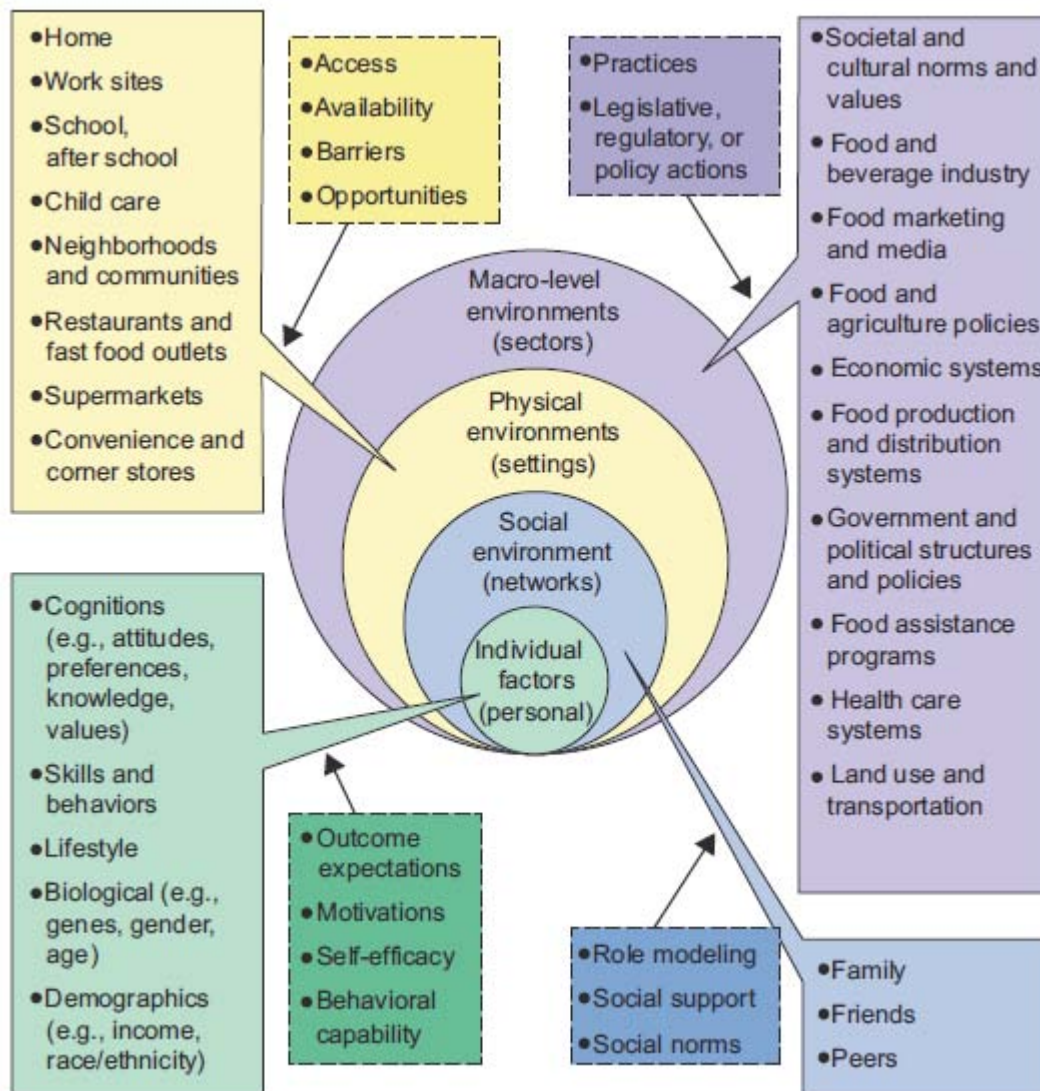 •Home
•Work sites
•School,
after school
•Child care
•Neighborhoods
and communities
•Restaurants and
fast food outlets
•Supermarkets
•Convenience and
corner stores
•Access
•Availability
•Barriers
•Opportunities
•Practices
•Legislative,
regulatory, or
policy actions
•Societal and
cultural norms and
values
•Food and
beverage industry
•Food marketing
and media
•Food and
agriculture policies
•Economic systems
•Food production
and distribution
systems
•Government and
political structures
and policies
•Food assistance
programs
•Health care
systems
•Land use and
transportation
Macro-level
environments
(sectors)
Physical
environments
(settings)
Social
environment
(networks)
Individual
factors
(personal)
•Cognitions
(e.g., attitudes,
preferences,
knowledge,
values)
•Skills and
behaviors
•Lifestyle
•Biological (e.g.,
genes, gender,
age)
•Demographics
(e.g., income,
race/ethnicity)
•Outcome
expectations
•Motivations
•Self-efficacy
•Behavioral
capability
•Role modeling
•Social support
•Social norms
•Family
•Friends
•Peers